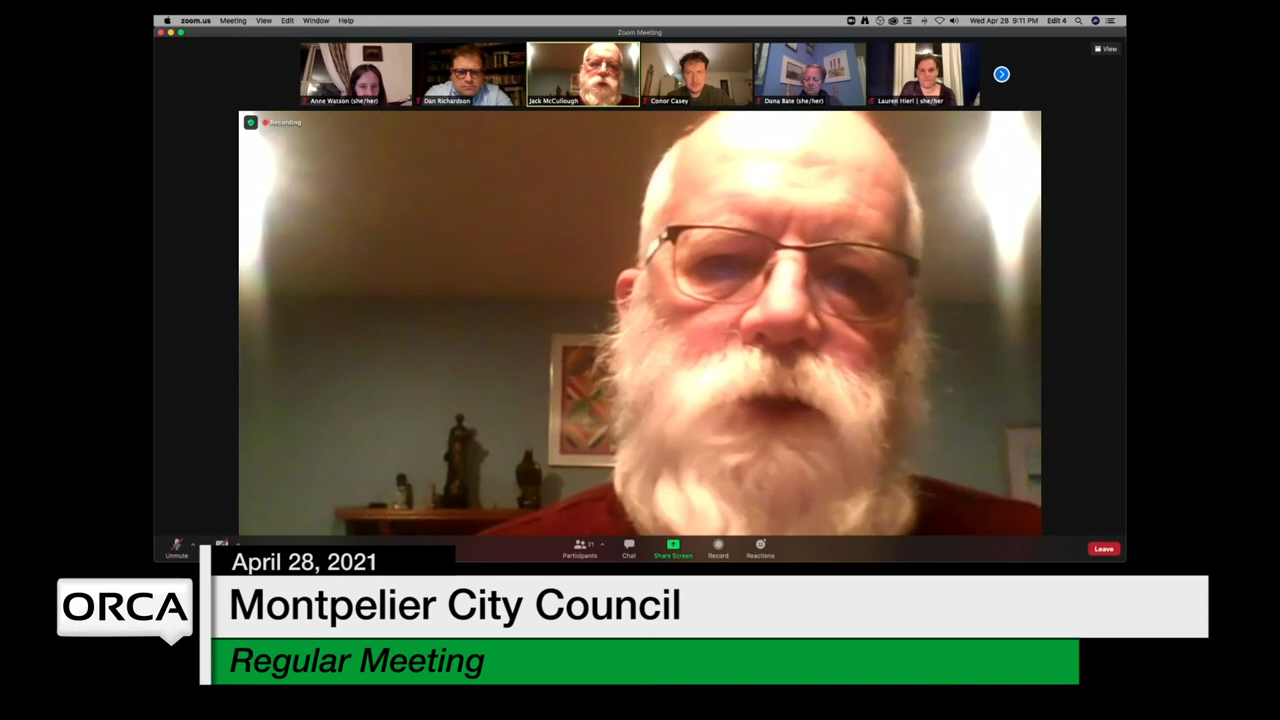 zoom.us Meeting View Edit Window Help
Wed Apr 28 9:11 PM Edit 4
Zoom Meeting
View
Anne Watson (she/her)
Dan Richardson
Jack McCullough
Conor Casey
Dona Bate (she/her)
Lauren Hierl | she/her
Recording
Unmute
Participants
21
Chat
Share Screen
Record
Reactions
Leave
April 28, 2021
ORCA
Montpelier City Council
Regular Meeting